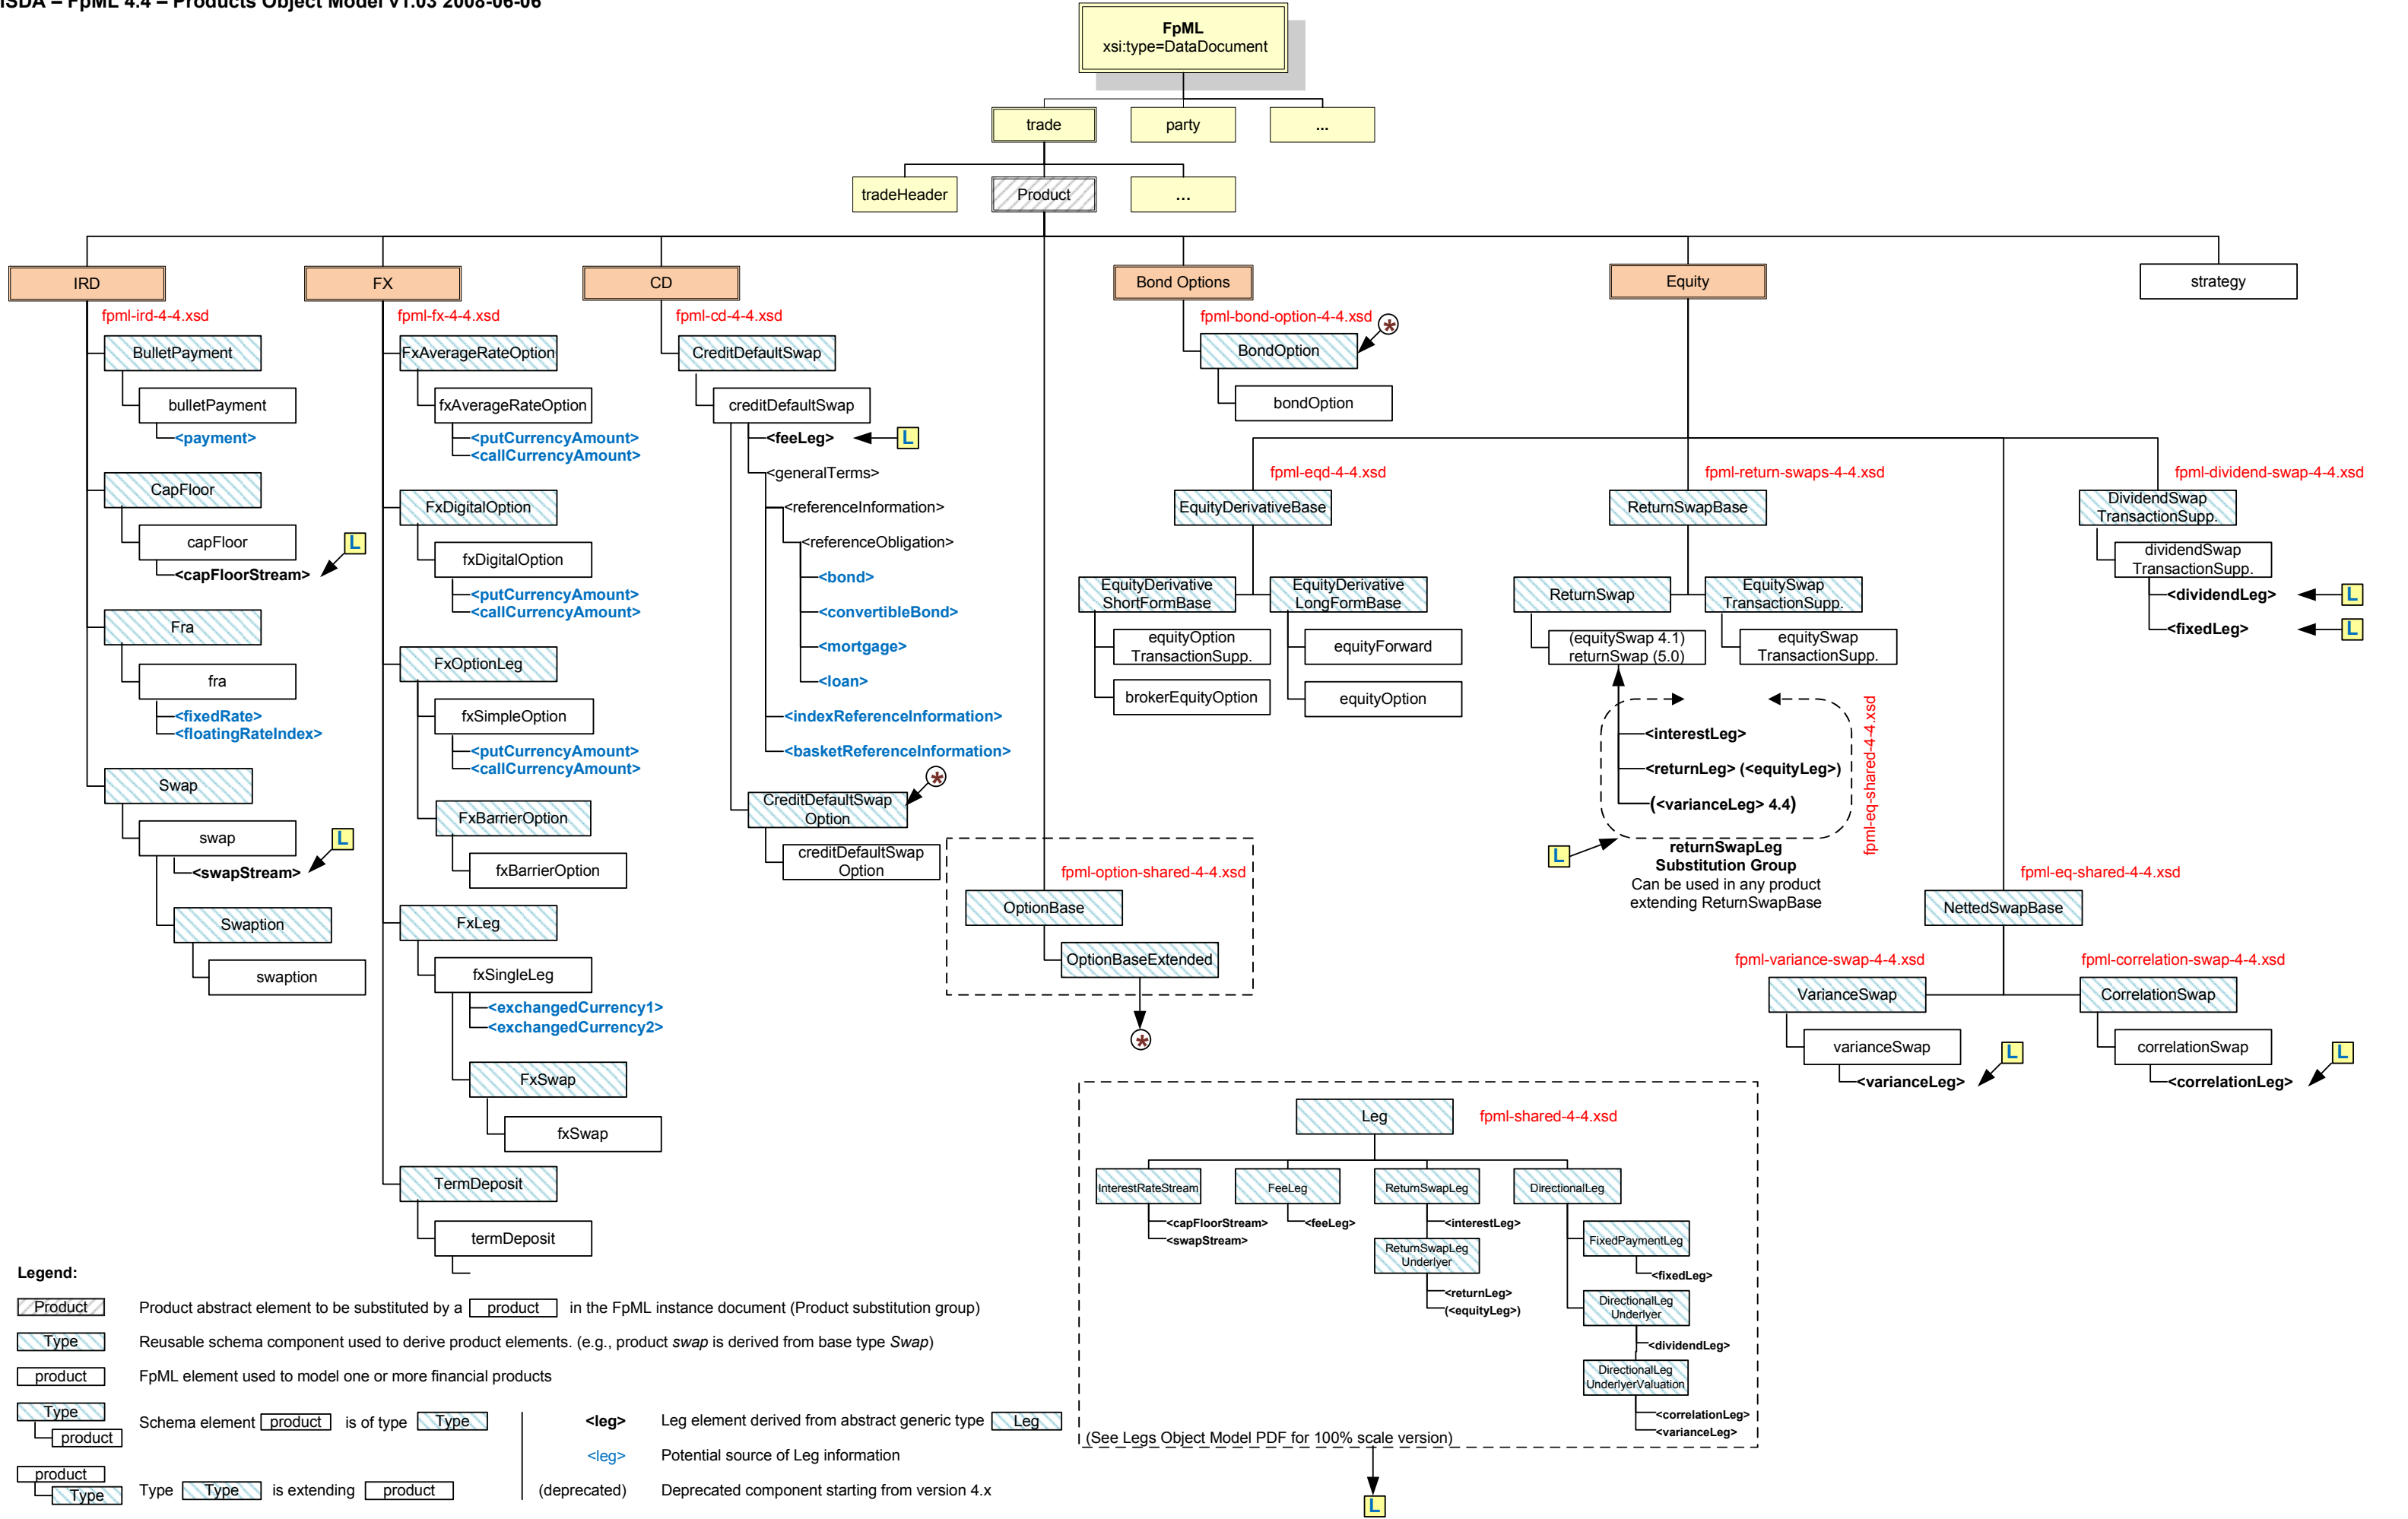 ISDA – FpML 4.4 – Products Object Model v1.03 2008-06-06
FpML
xsi:type=DataDocument
trade
party
...
tradeHeader
Product
...
IRD
fpml-ird-4-4.xsd
BulletPayment
bulletPayment
<payment>
CapFloor
capFloor
L
<capFloorStream>
Fra
fra
<fixedRate>
<floatingRateIndex>
Swap
swap
L
<swapStream>
Swaption
swaption
FX
fpml-fx-4-4.xsd
FxAverageRateOption
fxAverageRateOption
<putCurrencyAmount>
<callCurrencyAmount>
FxDigitalOption
fxDigitalOption
<putCurrencyAmount>
<callCurrencyAmount>
FxOptionLeg
fxSimpleOption
<putCurrencyAmount>
<callCurrencyAmount>
FxBarrierOption
fxBarrierOption
FxLeg
fxSingleLeg
<exchangedCurrency1>
<exchangedCurrency2>
FxSwap
fxSwap
TermDeposit
termDeposit
CD
fpml-cd-4-4.xsd
CreditDefaultSwap
creditDefaultSwap
<feeLeg>
L
<generalTerms>
<referenceInformation>
<referenceObligation>
<bond>
<convertibleBond>
<mortgage>
<loan>
<indexReferenceInformation>
<basketReferenceInformation>
*
CreditDefaultSwap
Option
creditDefaultSwap
Option
fpml-option-shared-4-4.xsd
OptionBase
OptionBaseExtended
*
Bond Options
fpml-bond-option-4-4.xsd
*
BondOption
bondOption
Equity
fpml-eqd-4-4.xsd
EquityDerivativeBase
EquityDerivative
ShortFormBase
equityOption
TransactionSupp.
brokerEquityOption
EquityDerivative
LongFormBase
equityForward
equityOption
fpml-return-swaps-4-4.xsd
ReturnSwapBase
ReturnSwap
(equitySwap 4.1)
returnSwap (5.0)
EquitySwap
TransactionSupp.
equitySwap
TransactionSupp.
<interestLeg>
<returnLeg> (<equityLeg>)
(<varianceLeg> 4.4)
fpml-eq-shared-4-4.xsd
L
returnSwapLeg
Substitution Group
Can be used in any product
extending ReturnSwapBase
fpml-dividend-swap-4-4.xsd
DividendSwap
TransactionSupp.
dividendSwap
TransactionSupp.
<dividendLeg>
L
<fixedLeg>
L
fpml-eq-shared-4-4.xsd
NettedSwapBase
fpml-variance-swap-4-4.xsd
VarianceSwap
varianceSwap
L
<varianceLeg>
fpml-correlation-swap-4-4.xsd
CorrelationSwap
correlationSwap
L
<correlationLeg>
strategy
Leg
fpml-shared-4-4.xsd
InterestRateStream
<capFloorStream>
<swapStream>
FeeLeg
<feeLeg>
ReturnSwapLeg
<interestLeg>
ReturnSwapLeg
Underlyer
<returnLeg>
(<equityLeg>)
DirectionalLeg
FixedPaymentLeg
<fixedLeg>
DirectionalLeg
Underlyer
<dividendLeg>
DirectionalLeg
UnderlyerValuation
<correlationLeg>
<varianceLeg>
(See Legs Object Model PDF for 100% scale version)
L
Legend:
Product Product abstract element to be substituted by a product in the FpML instance document (Product substitution group)
Type Reusable schema component used to derive product elements. (e.g., product swap is derived from base type Swap)
product FpML element used to model one or more financial products
Type
product
Schema element product is of type Type
product
Type
Type Type is extending product
<leg> Leg element derived from abstract generic type Leg
<leg> Potential source of Leg information
(deprecated) Deprecated component starting from version 4.x